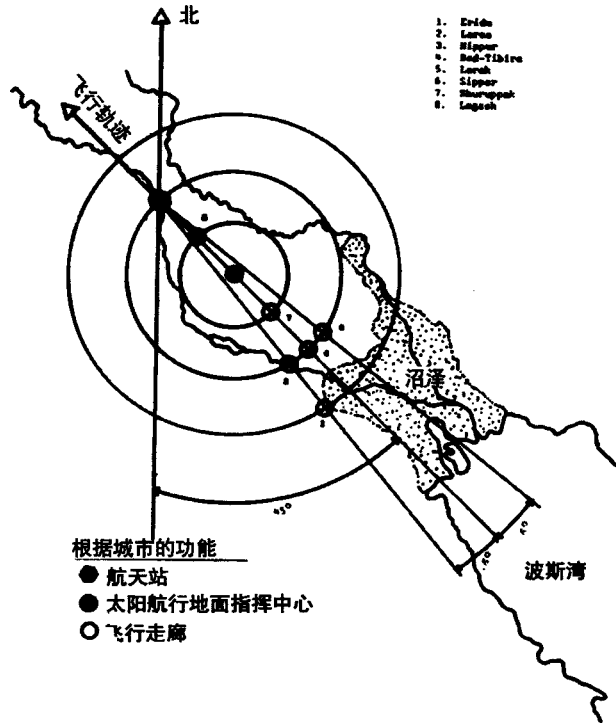 北
飞行轨迹
1. Eridu
2. Larsa
3. Nippur
4. Bad-Tibira
5. Larak
6. Sippar
7. Shuruppak
8. Lagash
沼泽
波斯湾
根据城市的功能
航天站
太阳航行地面指挥中心
飞行走廊